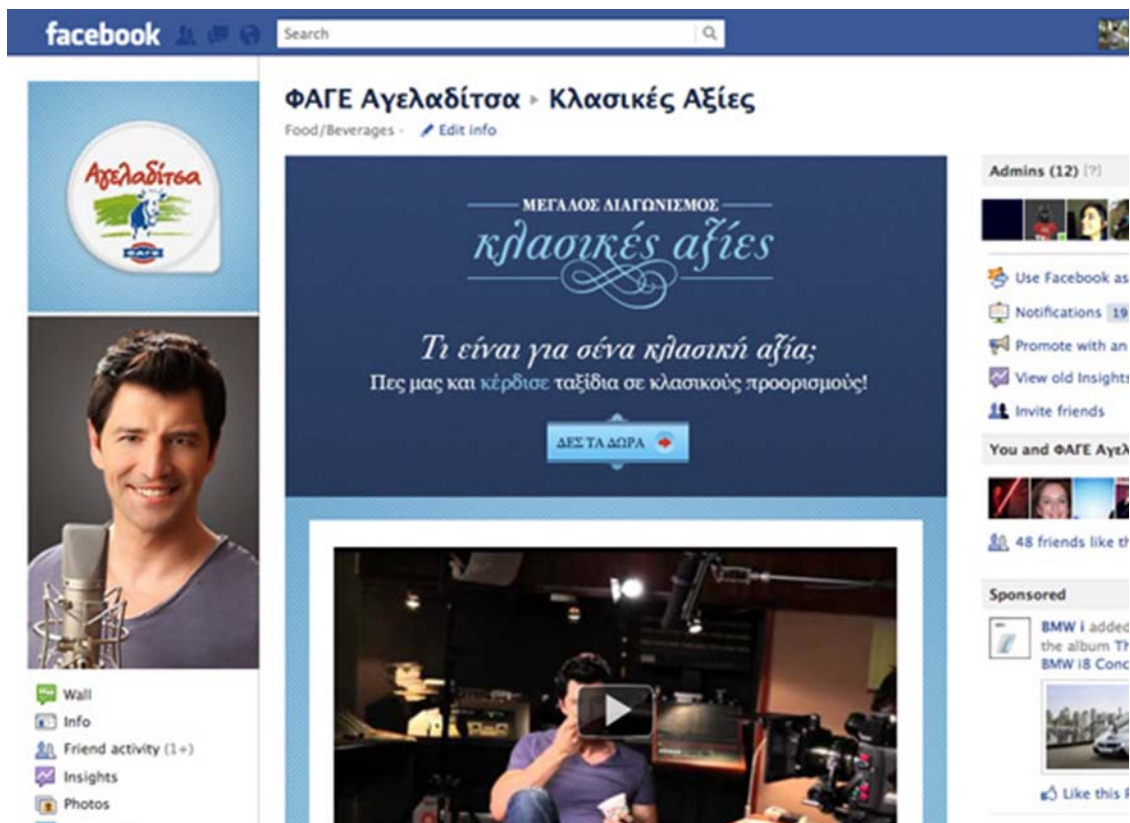 facebook
Search
ΦΑΓΕ Αγελαδίτσα ▸ Κλασικές Αξίες
Food/Beverages · Edit info
Αγελαδίτσα
ΦΑΓΕ
ΜΕΓΑΛΟΣ ΔΙΑΓΩΝΙΣΜΟΣ
κλασικές αξίες
Τι είναι για σένα κλασική αξία;
Πες μας και κέρδισε ταξίδια σε κλασικούς προορισμούς!
ΔΕΣ ΤΑ ΔΩΡΑ
Wall
Info
Friend activity (1+)
Insights
Photos
Admins (12) [?]
Use Facebook as
Notifications 19
Promote with an
View old Insights
Invite friends
You and ΦΑΓΕ Αγελ
48 friends like th
Sponsored
BMW i added
the album Th
BMW i8 Conc
Like this P